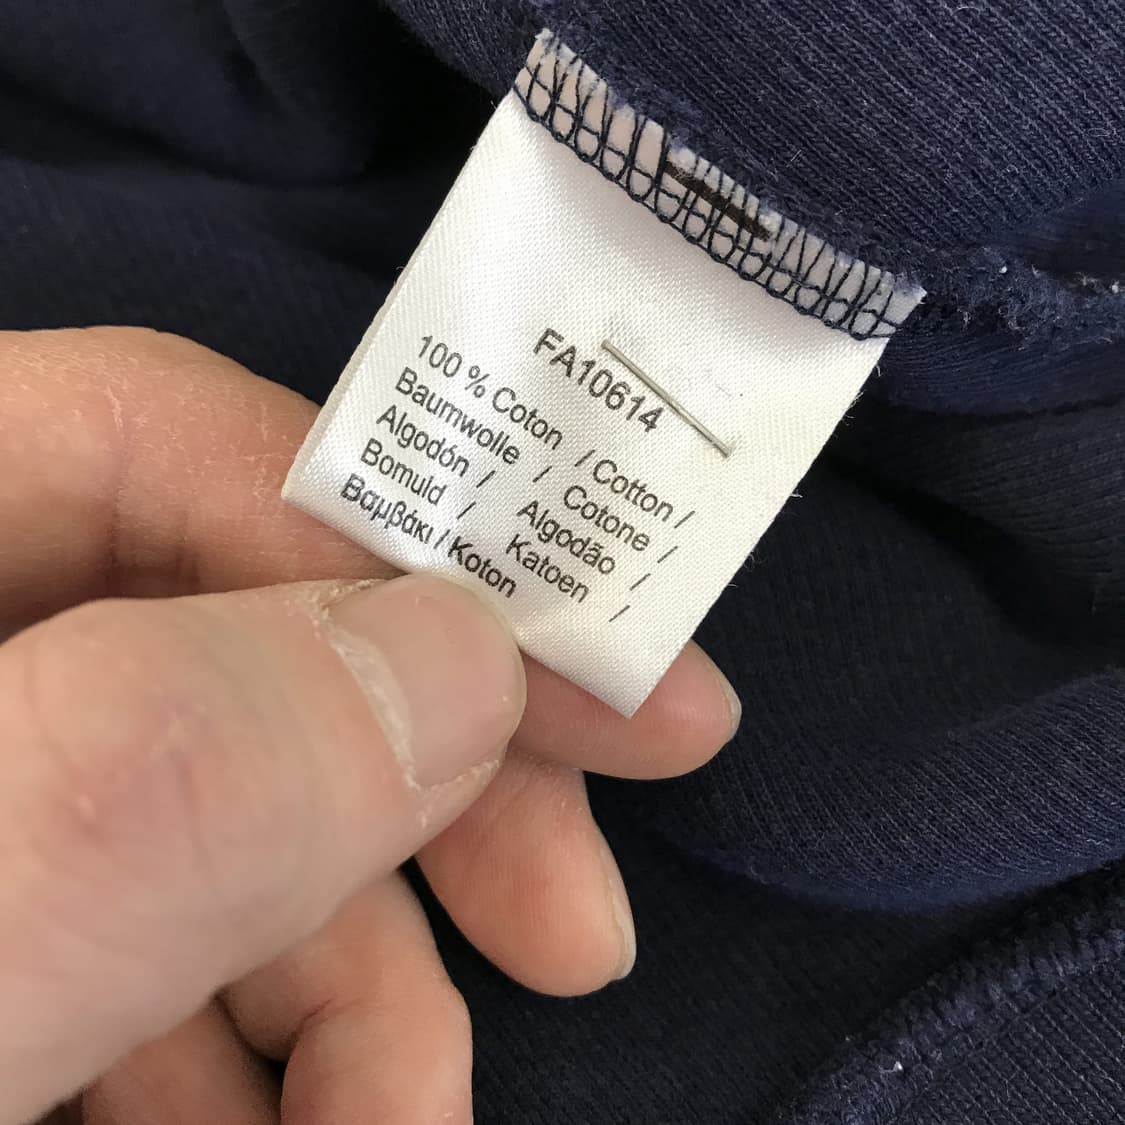 FA10614
100 % Coton / Cotton /
Baumwolle / Cotone /
Algodón / Algodão /
Bomuld / Katoen /
Βαμβάκι / Koton